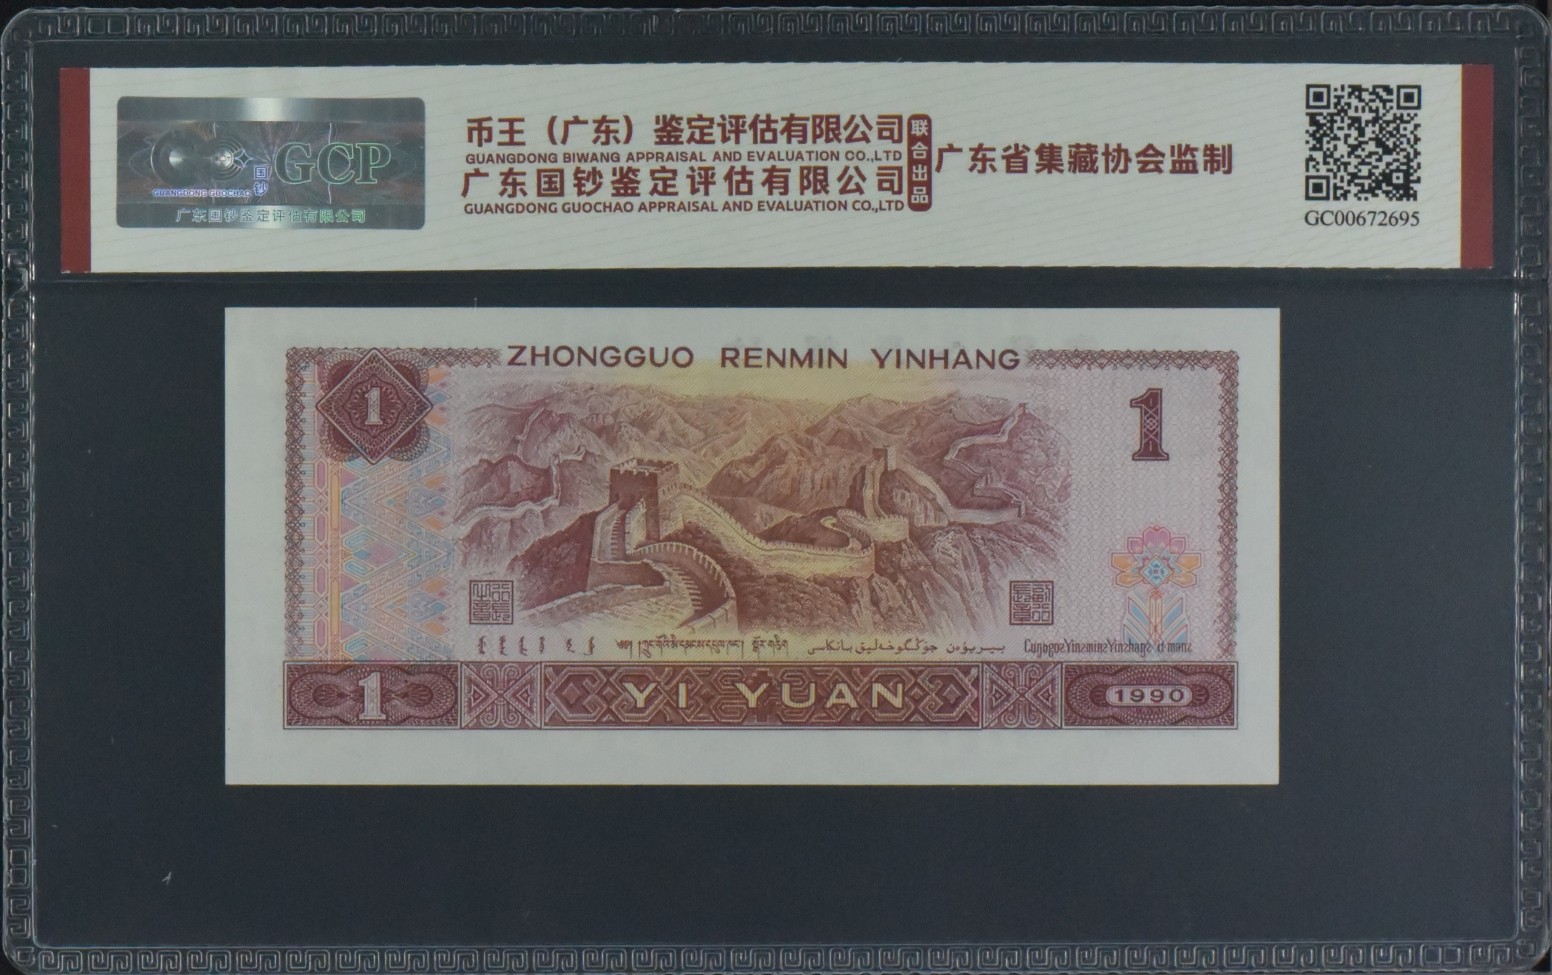 GCP
国钞
GUANGDONG GUOCHAO
广东国钞鉴定评估有限公司
币王（广东）鉴定评估有限公司
GUANGDONG BIWANG APPRAISAL AND EVALUATION CO.,LTD
广东国钞鉴定评估有限公司
GUANGDONG GUOCHAO APPRAISAL AND EVALUATION CO.,LTD
联合出品
广东省集藏协会监制
GC00672695
ZHONGGUO RENMIN YINHANG
1
1
1 YI YUAN 1990